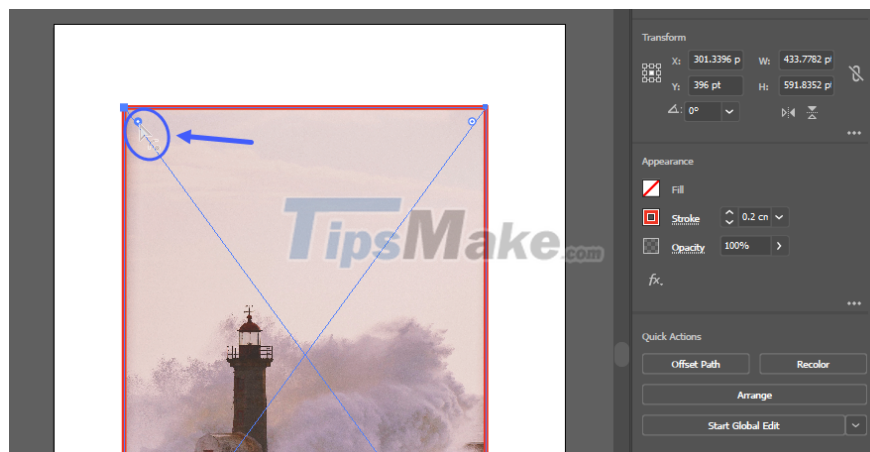 Transform
X: 301.3396 p W: 433.7782 p
Y: 396 pt H: 591.8352 p
0°
Appearance
Fill
Stroke 0.2 cn
Opacity 100%
fx.
TipsMake.com
Quick Actions
Offset Path Recolor
Arrange
Start Global Edit